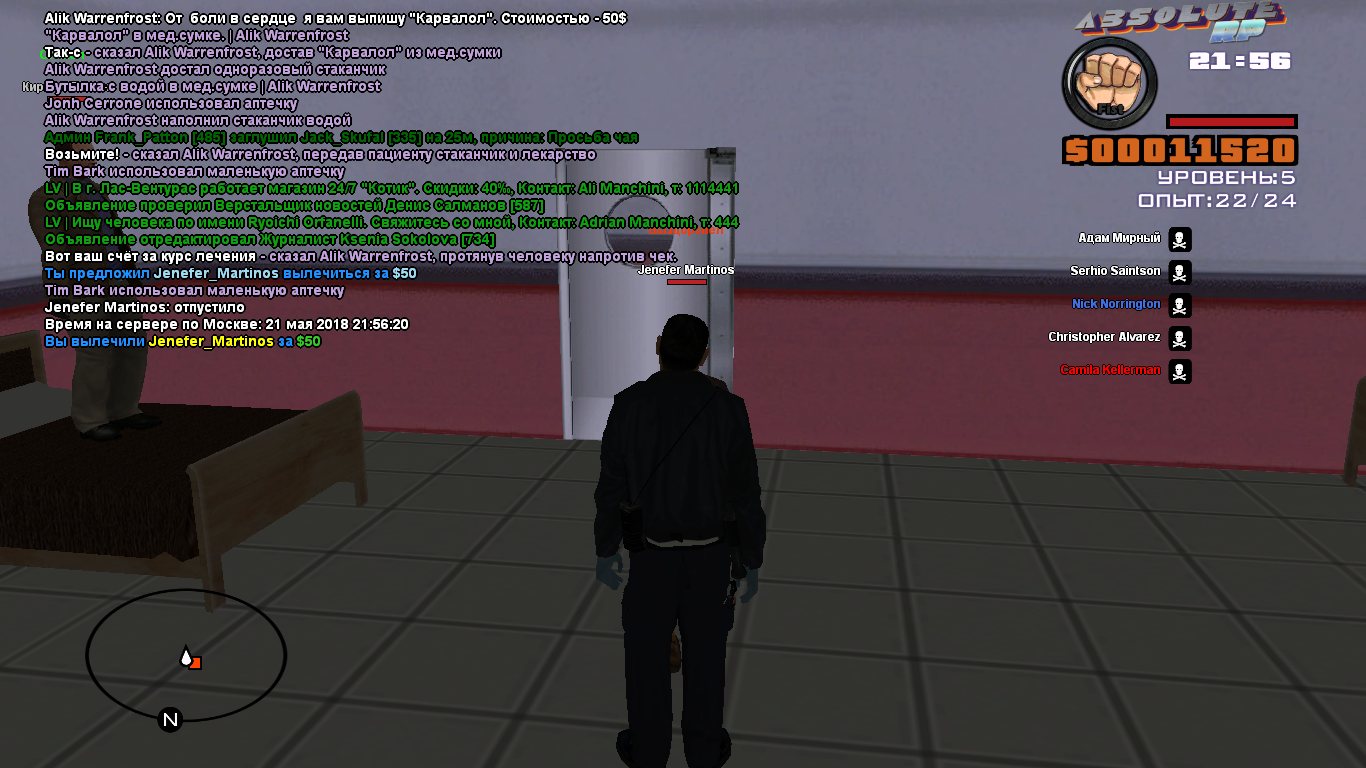 Alik Warrenfrost: От боли в сердце я вам выпишу "Карвалол". Стоимостью - 50$
"Карвалол" в мед.сумке. | Alik Warrenfrost
Так-с - сказал Alik Warrenfrost, достав "Карвалол" из мед.сумки
Alik Warrenfrost достал одноразовый стаканчик
Кир
Бутылка с водой в мед.сумке | Alik Warrenfrost
Jonh Cerrone использовал аптечку
Alik Warrenfrost наполнил стаканчик водой
Админ Frank_Patton [485] заглушил Jack_Skufal [335] на 25м, причина: Просьба чая
Возьмите! - сказал Alik Warrenfrost, передав пациенту стаканчик и лекарство
Tim Bark использовал маленькую аптечку
LV | В г. Лас-Вентурас работает магазин 24/7 "Котик". Скидки: 40%, Контакт: Ali Manchini, т: 1114441
Объявление проверил Верстальщик новостей Денис Салманов [587]
LV | Ищу человека по имени Ryoichi Orfanelli. Свяжитесь со мной, Контакт: Adrian Manchini, т: 444
Объявление отредактировал Журналист Ksenia Sokolova [734]
Вот ваш счёт за курс лечения - сказал Alik Warrenfrost, протянув человеку напротив чек.
Ты предложил Jenefer_Martinos вылечиться за $50
Tim Bark использовал маленькую аптечку
Jenefer Martinos: отпустило
Время на сервере по Москве: 21 мая 2018 21:56:20
Вы вылечили Jenefer_Martinos за $50
Jenefer Martinos
ABSOLUTE
RP
21:56
Fist
$00011520
УРОВЕНЬ:5
ОПЫТ:22/24
Адам Мирный
Serhio Saintson
Nick Norrington
Christopher Alvarez
Camila Kellerman
N